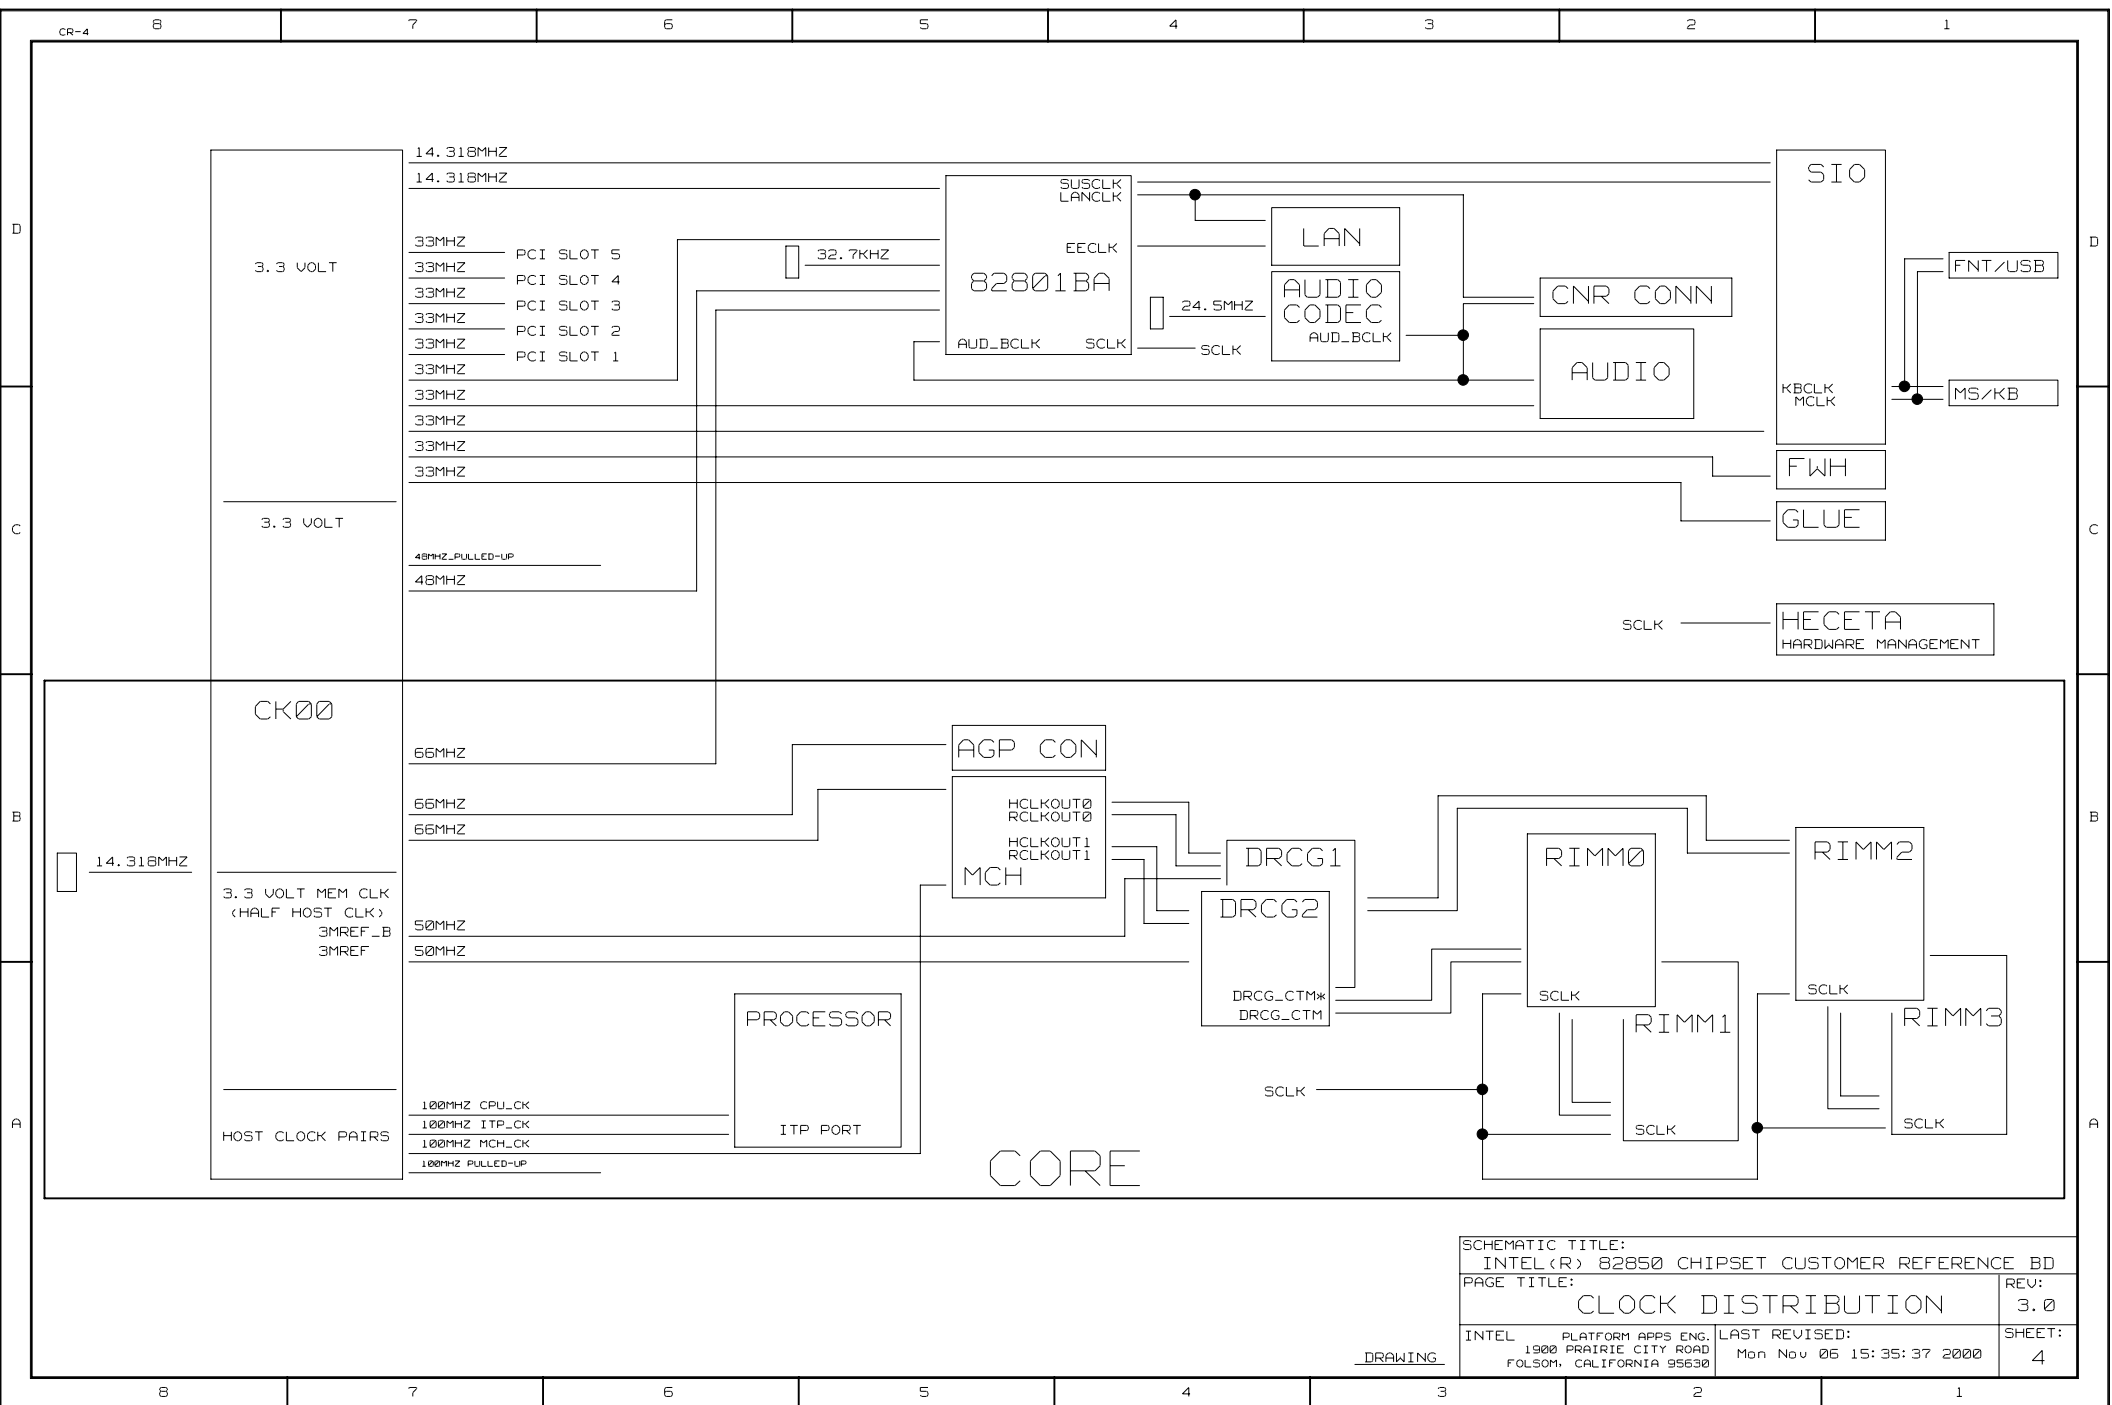 CR-4
8 7 6 5 4 3 2 1
D
C
B
A
14.318MHZ
14.318MHZ
3.3 VOLT
33MHZ
PCI SLOT 5
33MHZ
PCI SLOT 4
33MHZ
PCI SLOT 3
33MHZ
PCI SLOT 2
33MHZ
PCI SLOT 1
33MHZ
33MHZ
33MHZ
33MHZ
33MHZ
3.3 VOLT
48MHZ_PULLED-UP
48MHZ
32.7KHZ
SUSCLK
LANCLK
EECLK
82801BA
AUD_BCLK
SCLK
SCLK
LAN
24.5MHZ
AUDIO
CODEC
AUD_BCLK
CNR CONN
AUDIO
SIO
KBCLK
MCLK
FNT/USB
MS/KB
FWH
GLUE
SCLK
HECETA
HARDWARE MANAGEMENT
D
C
B
A
CK00
66MHZ
66MHZ
66MHZ
14.318MHZ
3.3 VOLT MEM CLK
(HALF HOST CLK)
3MREF_B
3MREF
50MHZ
50MHZ
HOST CLOCK PAIRS
100MHZ CPU_CK
100MHZ ITP_CK
100MHZ MCH_CK
100MHZ PULLED-UP
PROCESSOR
ITP PORT
AGP CON
HCLKOUT0
RCLKOUT0
HCLKOUT1
RCLKOUT1
MCH
DRCG1
DRCG2
DRCG_CTM*
DRCG_CTM
RIMM0
SCLK
RIMM1
SCLK
RIMM2
SCLK
RIMM3
SCLK
SCLK
CORE
SCHEMATIC TITLE:
INTEL(R) 82850 CHIPSET CUSTOMER REFERENCE BD
PAGE TITLE:
CLOCK DISTRIBUTION
REV:
3.0
INTEL
PLATFORM APPS ENG.
1900 PRAIRIE CITY ROAD
FOLSOM, CALIFORNIA 95630
LAST REVISED:
Mon Nov 06 15:35:37 2000
SHEET:
4
DRAWING
8 7 6 5 4 3 2 1